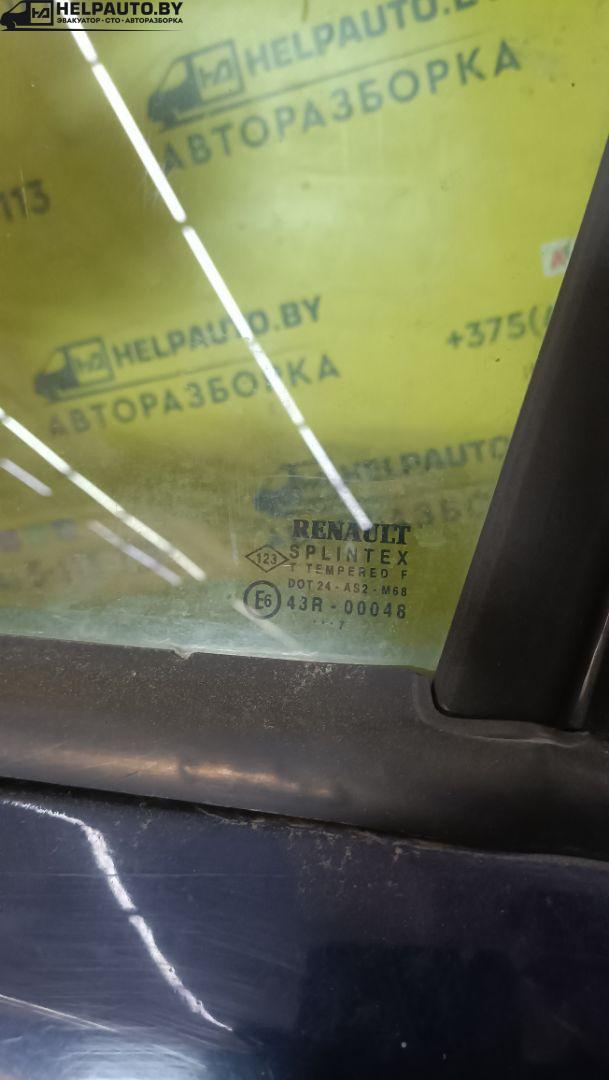 HELPAUTO.BY
ЭВАКУАТОР · СТО · АВТОРАЗБОРКА
HELPAUTO.BY
АВТОРАЗБОРКА
113
HELPAUTO.BY
АВТОРАЗБОРКА
+375(
HELPAUTO
RENAULT
SPLINTEX
123
T TEMPERED F
DOT 24 - AS2 - M68
E6
43R - 00048
··· 7